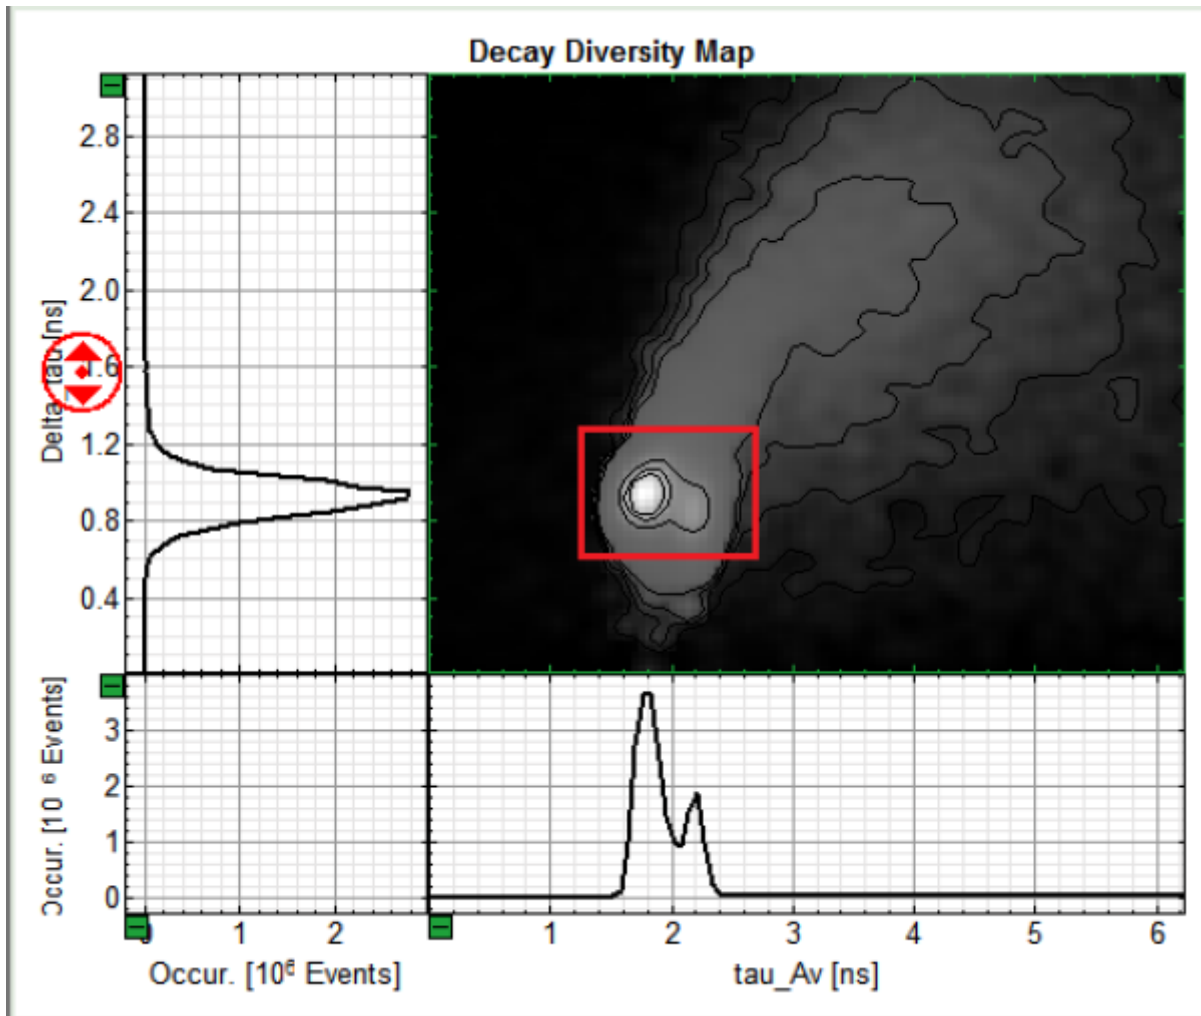 Decay Diversity Map
Delta_tau [ns]
2.8
2.4
2.0
1.6
1.2
0.8
0.4
Occur. [10 6 Events]
3
2
1
0
0 1 2
Occur. [10⁶ Events]
1 2 3 4 5 6
tau_Av [ns]